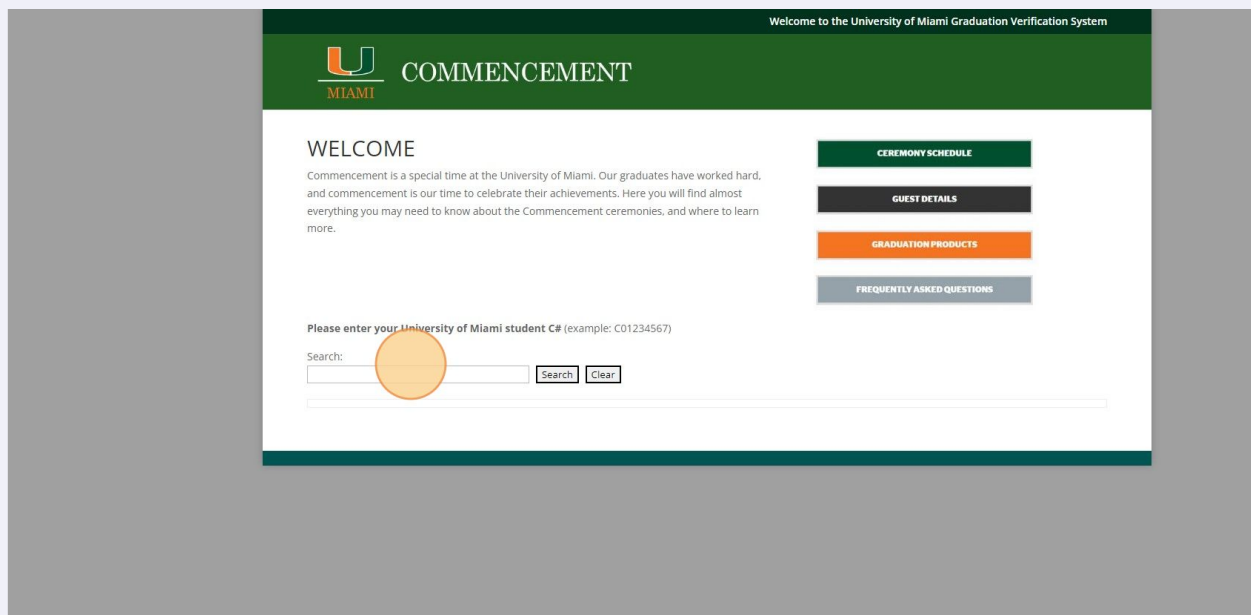 Welcome to the University of Miami Graduation Verification System
U
MIAMI
COMMENCEMENT
WELCOME
Commencement is a special time at the University of Miami. Our graduates have worked hard,
and commencement is our time to celebrate their achievements. Here you will find almost
everything you may need to know about the Commencement ceremonies, and where to learn
more.
CEREMONY SCHEDULE
GUEST DETAILS
GRADUATION PRODUCTS
FREQUENTLY ASKED QUESTIONS
Please enter your University of Miami student C# (example: C01234567)
Search:
Search Clear